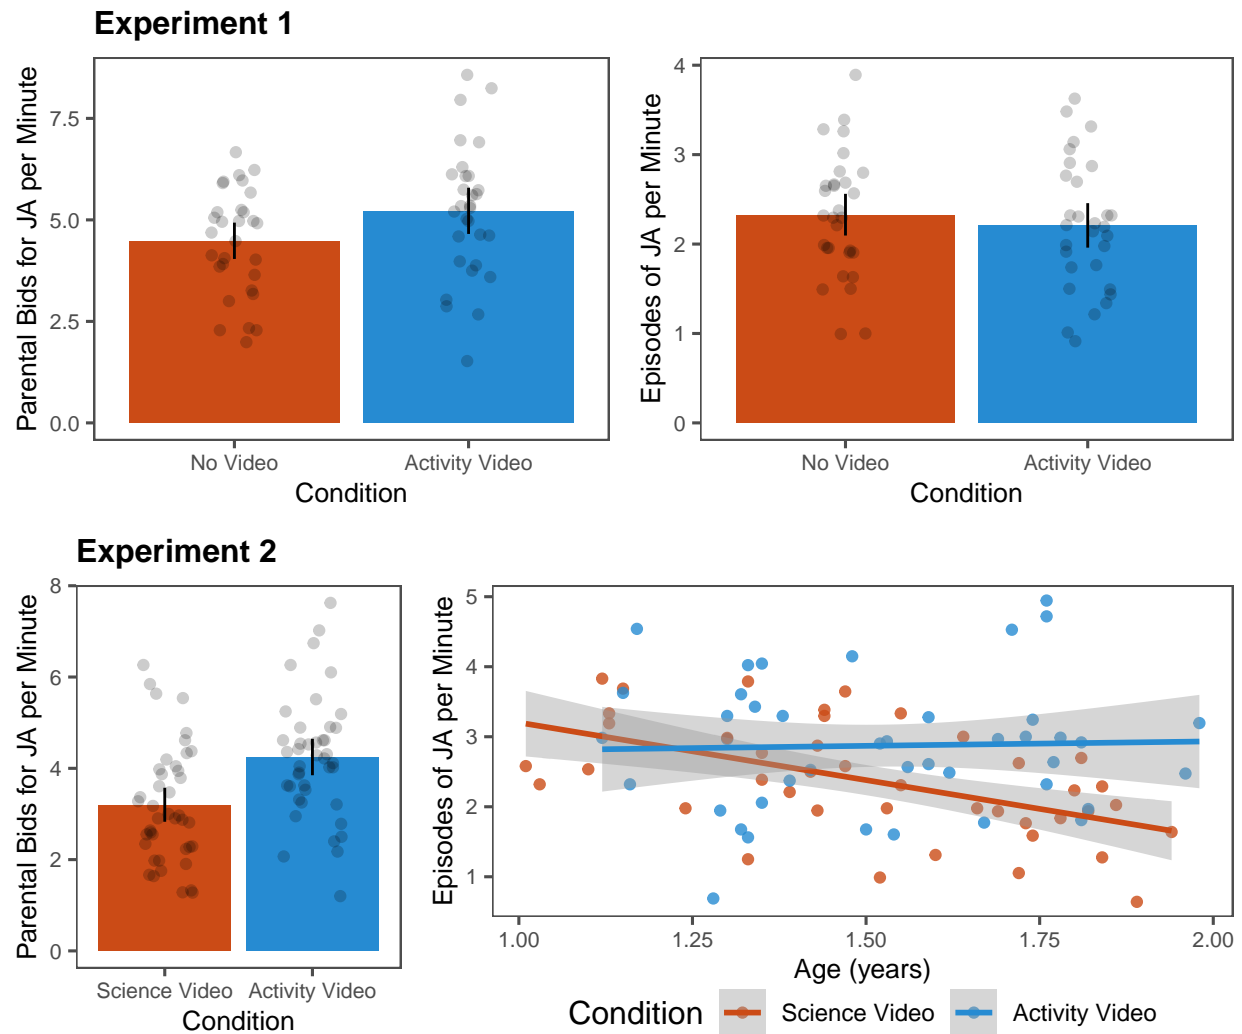 Experiment 1
Parental Bids for JA per Minute
7.5
5.0
2.5
0.0
No Video
Activity Video
Condition
Episodes of JA per Minute
4
3
2
1
0
No Video
Activity Video
Condition
Experiment 2
Parental Bids for JA per Minute
8
6
4
2
0
Science Video
Activity Video
Condition
Episodes of JA per Minute
5
4
3
2
1
1.00
1.25
1.50
1.75
2.00
Age (years)
Condition
Science Video
Activity Video